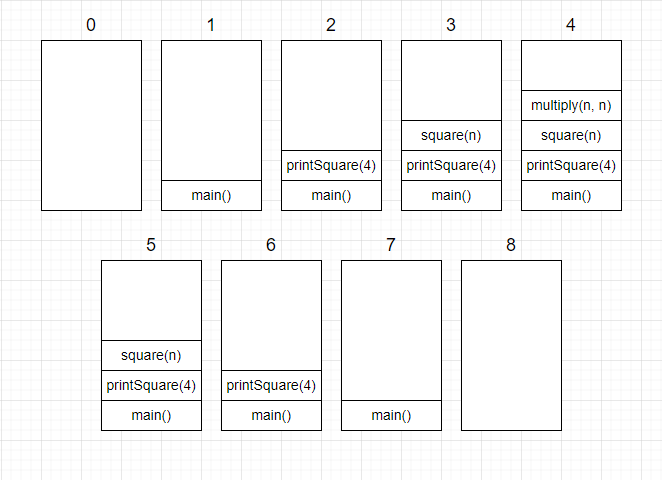 0 1 2 3 4
multiply(n, n)
square(n) square(n)
printSquare(4) printSquare(4) printSquare(4)
main() main() main() main()
5 6 7 8
square(n)
printSquare(4) printSquare(4)
main() main() main()